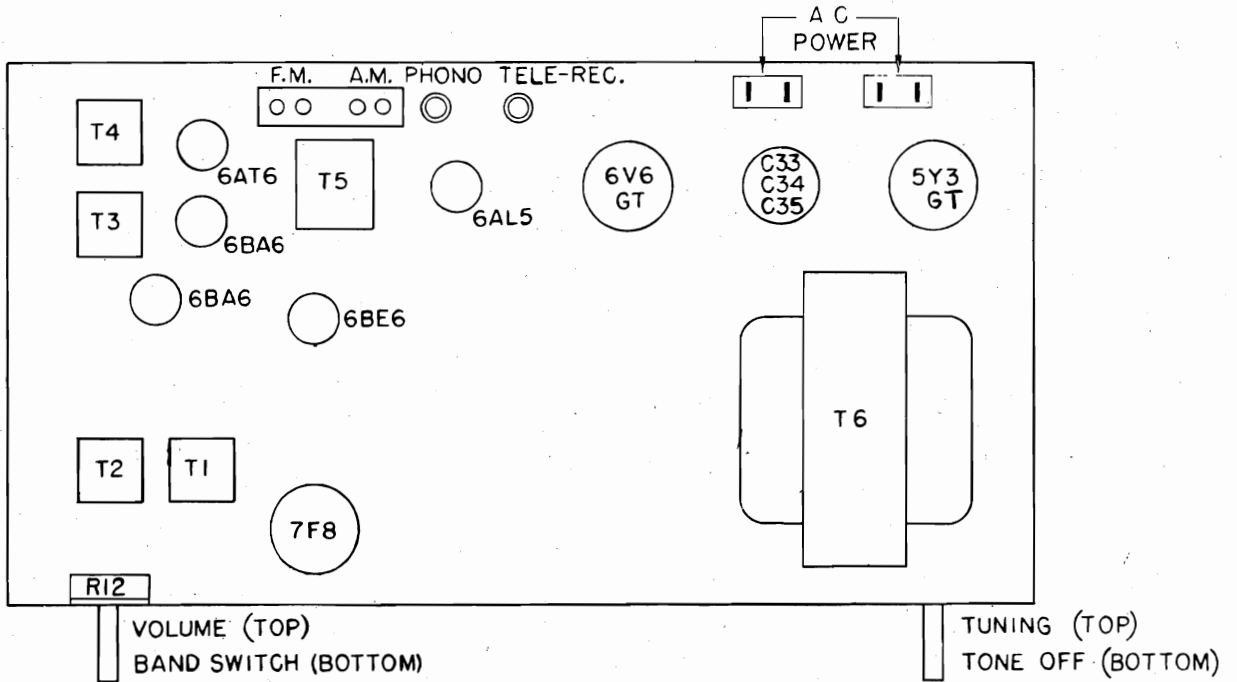 A C
POWER
F.M. A.M. PHONO TELE-REC.
T4
6AT6
T5
6AL5
6V6
GT
C33
C34
C35
5Y3
GT
T3
6BA6
6BA6
6BE6
T6
T2
T1
7F8
R12
VOLUME (TOP)
BAND SWITCH (BOTTOM)
TUNING (TOP)
TONE OFF (BOTTOM)